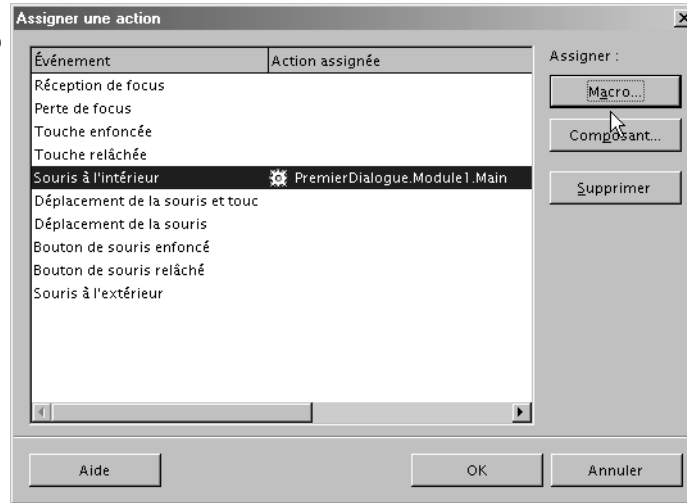 Assigner une action
Événement Action assignée
Réception de focus
Perte de focus
Touche enfoncée
Touche relâchée
Souris à l'intérieur PremierDialogue.Module1.Main
Déplacement de la souris et touc
Déplacement de la souris
Bouton de souris enfoncé
Bouton de souris relâché
Souris à l'extérieur
Assigner :
Macro...
Composant...
Supprimer
Aide OK Annuler